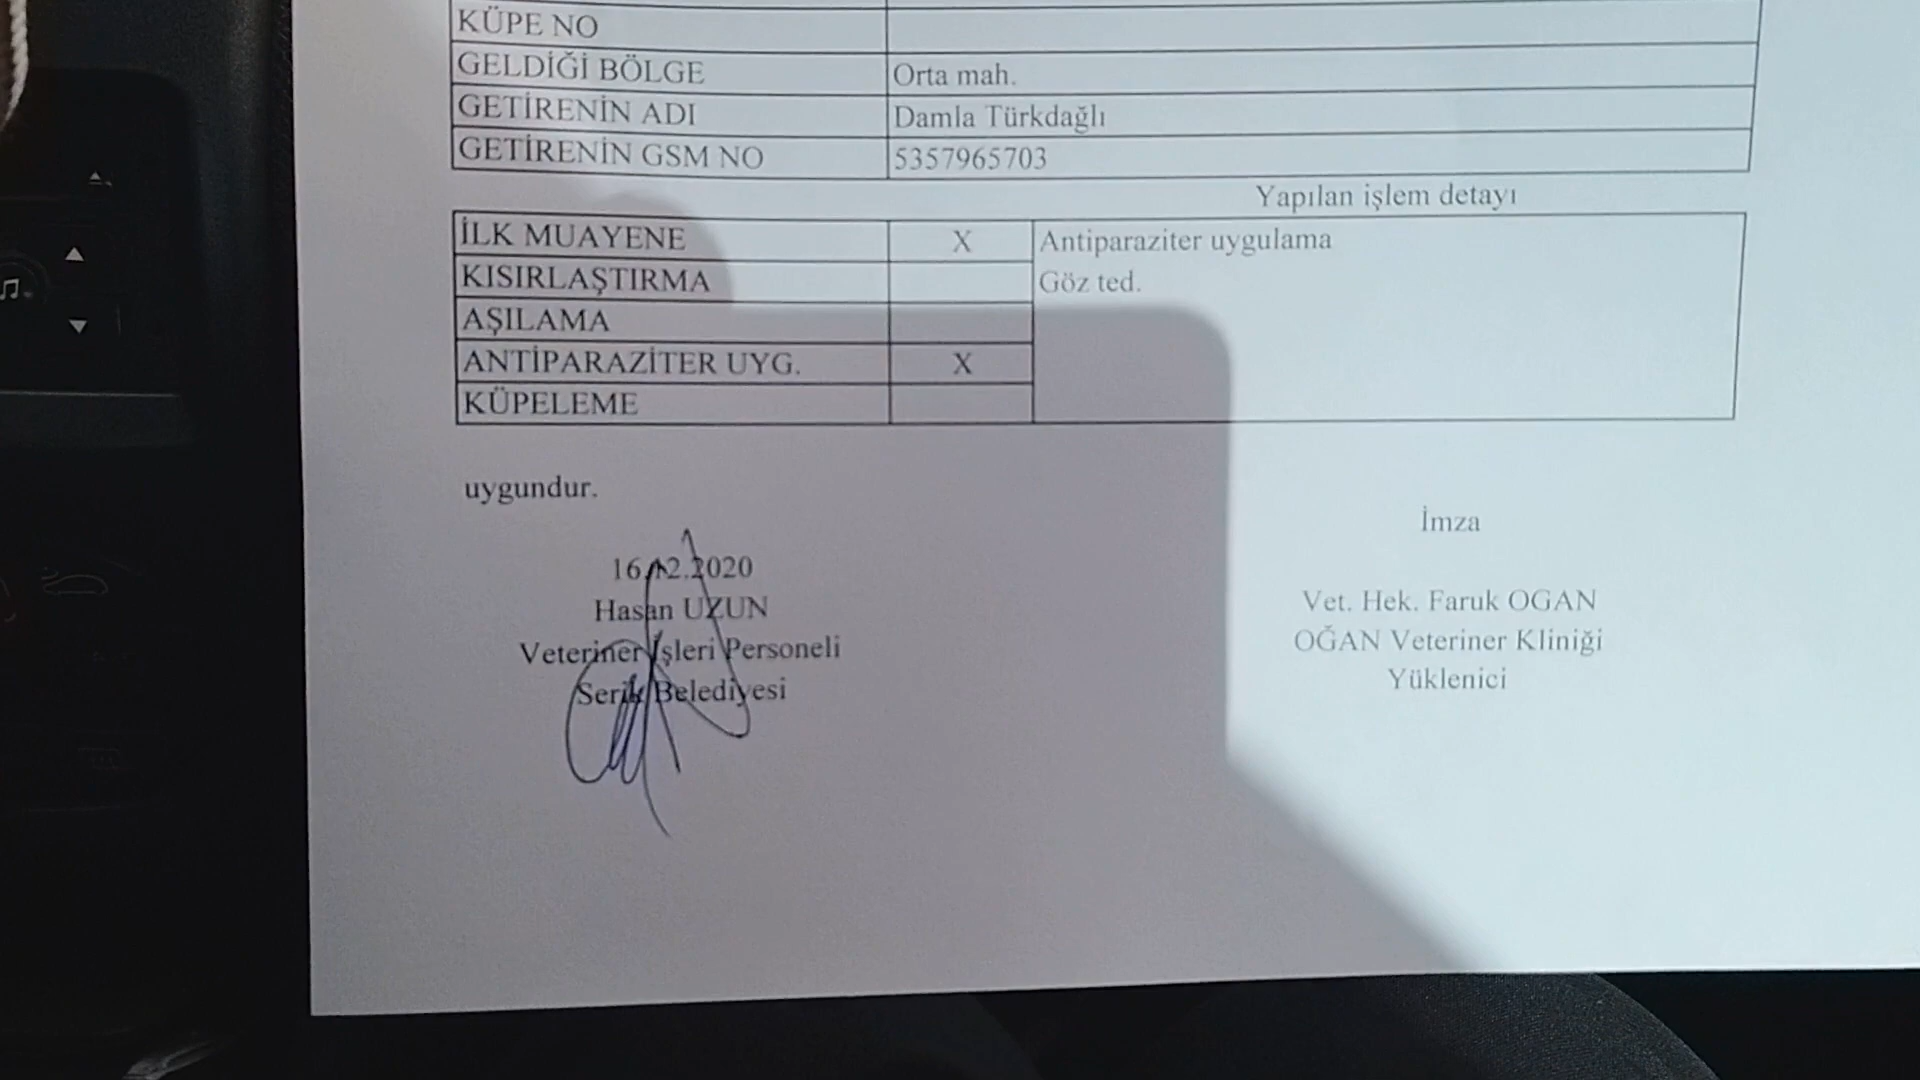 KÜPE NO
GELDİĞİ BÖLGE Orta mah.
GETİRENİN ADI Damla Türkdağlı
GETİRENİN GSM NO 5357965703
Yapılan işlem detayı
İLK MUAYENE X Antiparaziter uygulama
KISIRLAŞTIRMA Göz ted.
AŞILAMA
ANTİPARAZİTER UYG. X
KÜPELEME
uygundur.
İmza
16.12.2020
Hasan UZUN
Veteriner İşleri Personeli
Serik Belediyesi
Vet. Hek. Faruk OGAN
OĞAN Veteriner Kliniği
Yüklenici